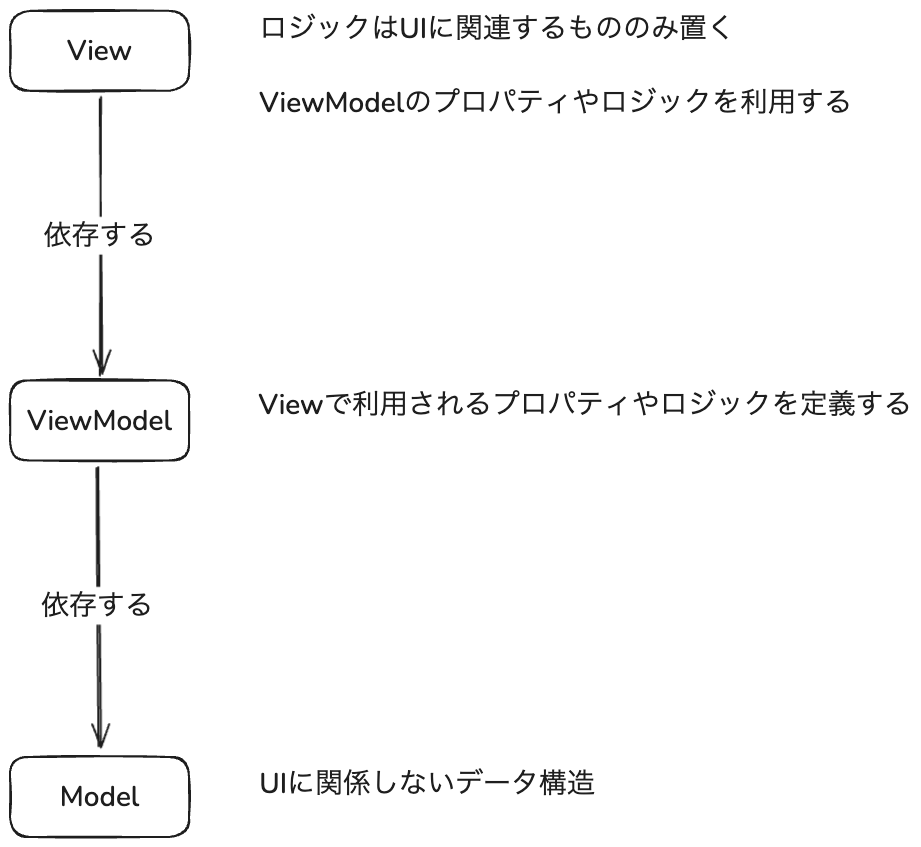 View
ロジックはUIに関連するもののみ置く
ViewModelのプロパティやロジックを利用する
依存する
ViewModel
Viewで利用されるプロパティやロジックを定義する
依存する
Model
UIに関係しないデータ構造